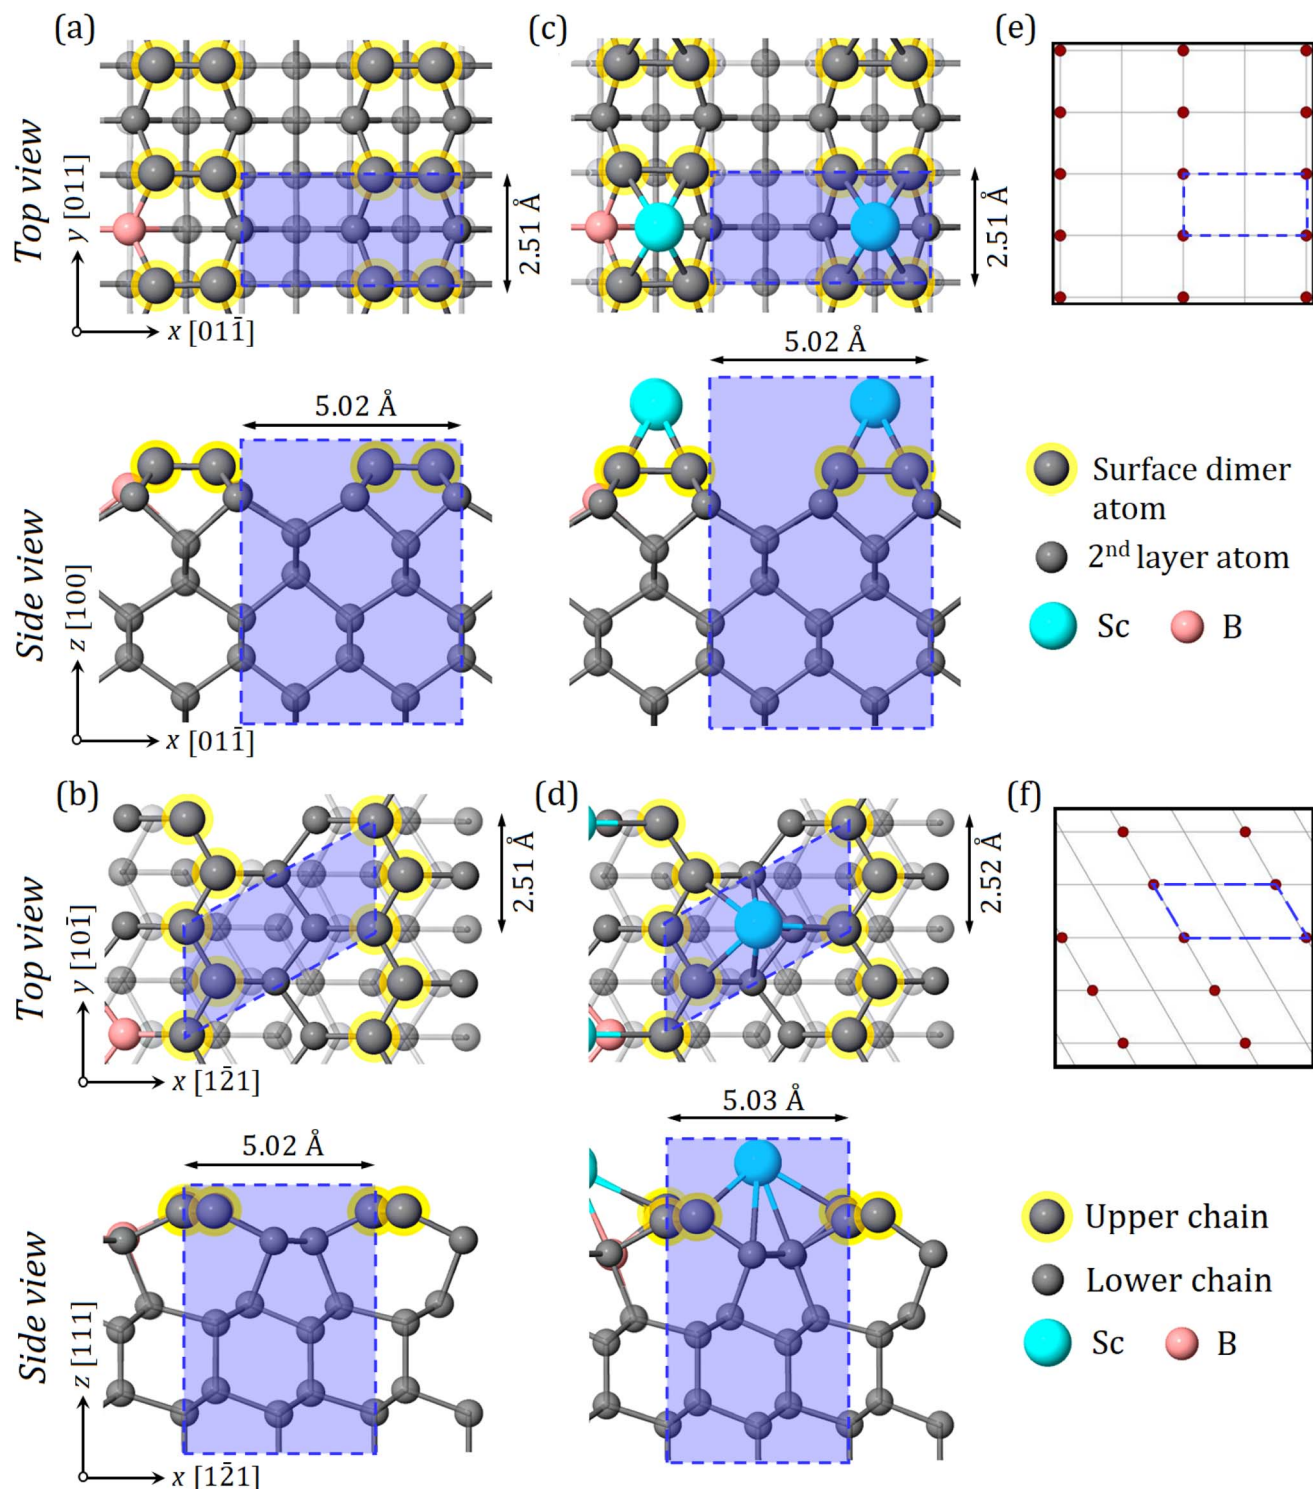 (a)
(c)
(e)
Top view
y [011]
2.51 Å
2.51 Å
x [011̄]
x [011̄]
5.02 Å
5.02 Å
Side view
z [100]
Surface dimer
atom
2ⁿᵈ layer atom
Sc
B
x [011̄]
(b)
(d)
(f)
Top view
y [101̄]
2.51 Å
2.52 Å
x [12̄1]
5.02 Å
5.03 Å
Side view
z [111]
Upper chain
Lower chain
Sc
B
x [12̄1]